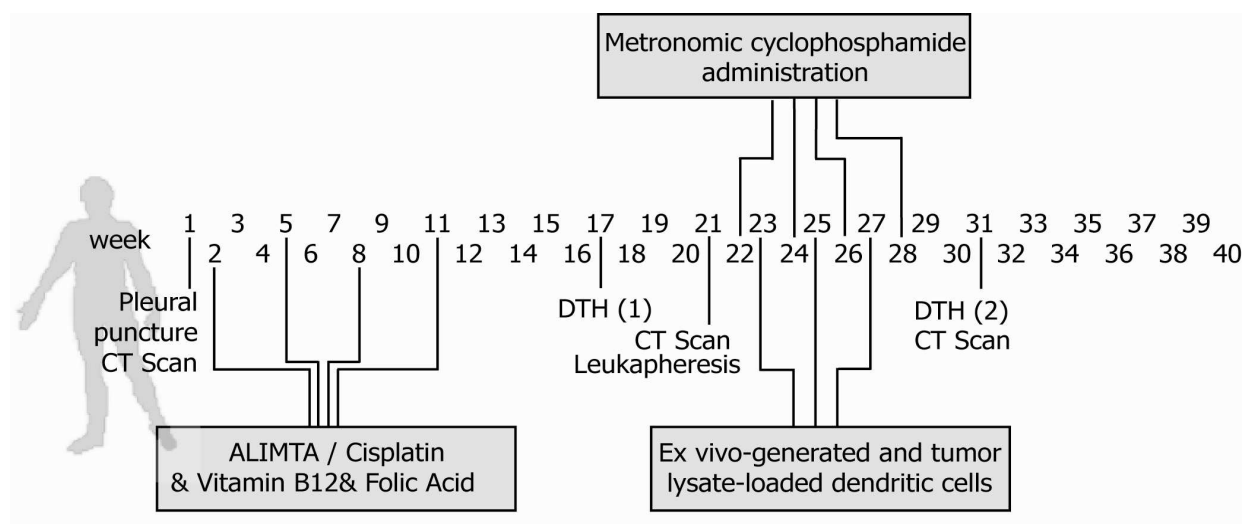 Metronomic cyclophosphamide
administration
1 3 5 7 9 11 13 15 17 19 21 23 25 27 29 31 33 35 37 39
week
2 4 6 8 10 12 14 16 18 20 22 24 26 28 30 32 34 36 38 40
Pleural
puncture
CT Scan
DTH (1)
CT Scan
Leukapheresis
DTH (2)
CT Scan
ALIMTA / Cisplatin
& Vitamin B12& Folic Acid
Ex vivo-generated and tumor
lysate-loaded dendritic cells